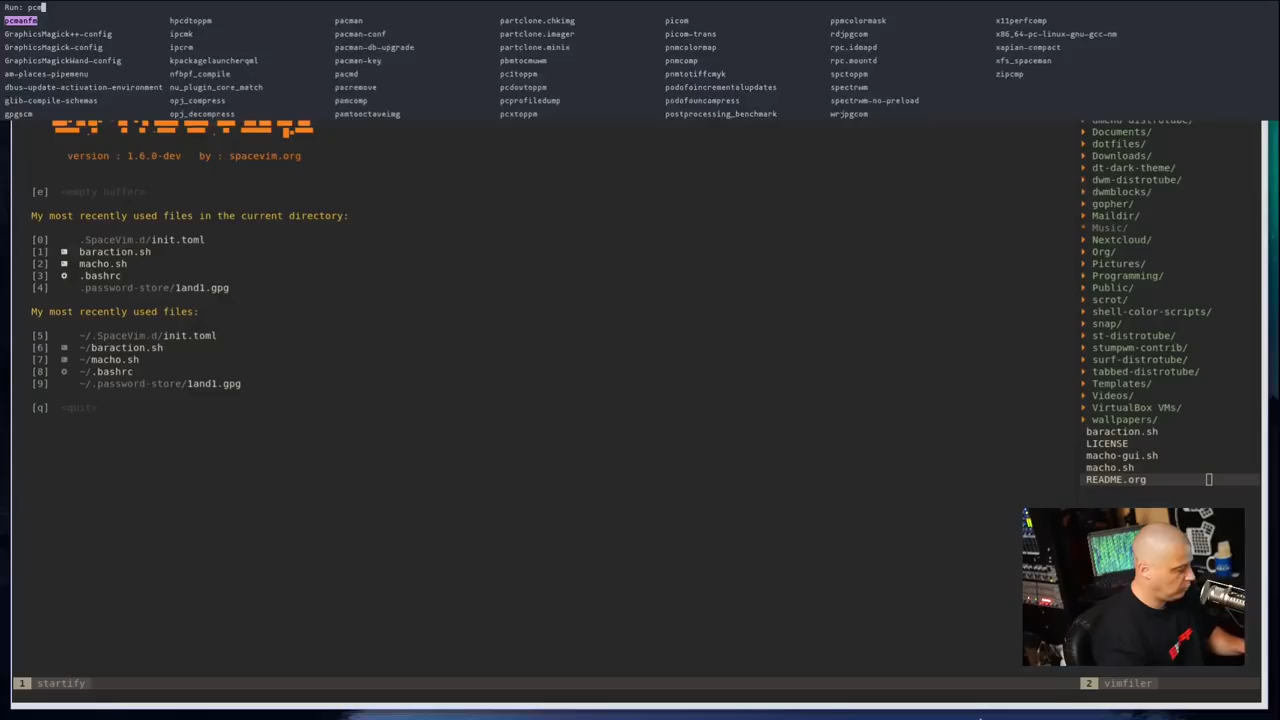 Run: pcm
pcmanfm hpcdtoppm pacman partclone.chkimg picom ppmcolormask x11perfcomp
GraphicsMagick++-config ipcmk pacman-conf partclone.imager picom-trans rdjpgcom x86_64-pc-linux-gnu-gcc-nm
GraphicsMagick-config ipcrm pacman-db-upgrade partclone.minix pnmcolormap rpc.idmapd xapian-compact
GraphicsMagickWand-config kpackagelauncherqml pacman-key pbmtocmuwm pnmcomp rpc.mountd xfs_spaceman
am-places-pipemenu nfbpf_compile pacmd pc1toppm pnmtotiffcmyk spctoppm zipcmp
dbus-update-activation-environment nu_plugin_core_match pacremove pcdovtoppm podofoincrementalupdates spectrwm
glib-compile-schemas opj_compress pamcomp pcprofiledump podofouncompress spectrwm-no-preload
gpgscm opj_decompress pamtooctaveimg pcxtoppm postprocessing_benchmark wrjpgcom
version : 1.6.0-dev by : spacevim.org
[e] <empty buffer>
My most recently used files in the current directory:
[0] .SpaceVim.d/init.toml
[1] baraction.sh
[2] macho.sh
[3] .bashrc
[4] .password-store/1and1.gpg
My most recently used files:
[5] ~/.SpaceVim.d/init.toml
[6] ~/baraction.sh
[7] ~/macho.sh
[8] ~/.bashrc
[9] ~/.password-store/1and1.gpg
[q] <quit>
dmenu-distrotube/
Documents/
dotfiles/
Downloads/
dt-dark-theme/
dwm-distrotube/
dwmblocks/
gopher/
Maildir/
Music/
Nextcloud/
Org/
Pictures/
Programming/
Public/
scrot/
shell-color-scripts/
snap/
st-distrotube/
stumpwm-contrib/
surf-distrotube/
tabbed-distrotube/
Templates/
Videos/
VirtualBox VMs/
wallpapers/
baraction.sh
LICENSE
macho-gui.sh
macho.sh
README.org
1 startify
2 vimfiler